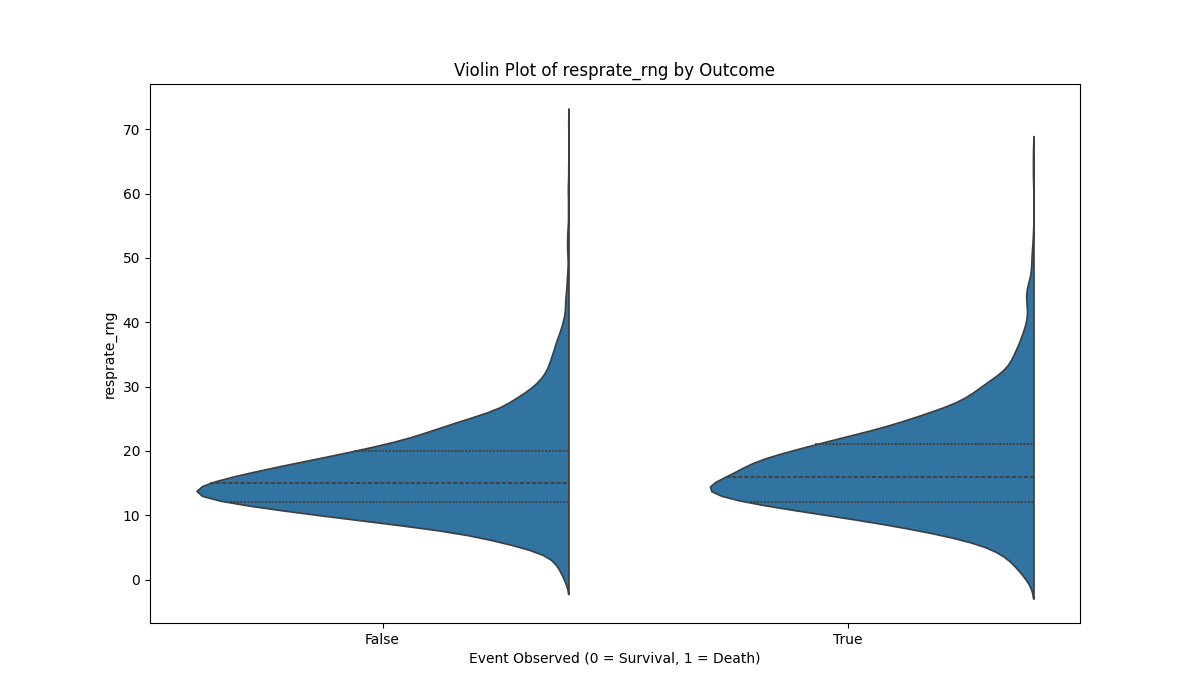 Violin Plot of resprate_rng by Outcome
resprate_rng
70
60
50
40
30
20
10
0
False
True
Event Observed (0 = Survival, 1 = Death)